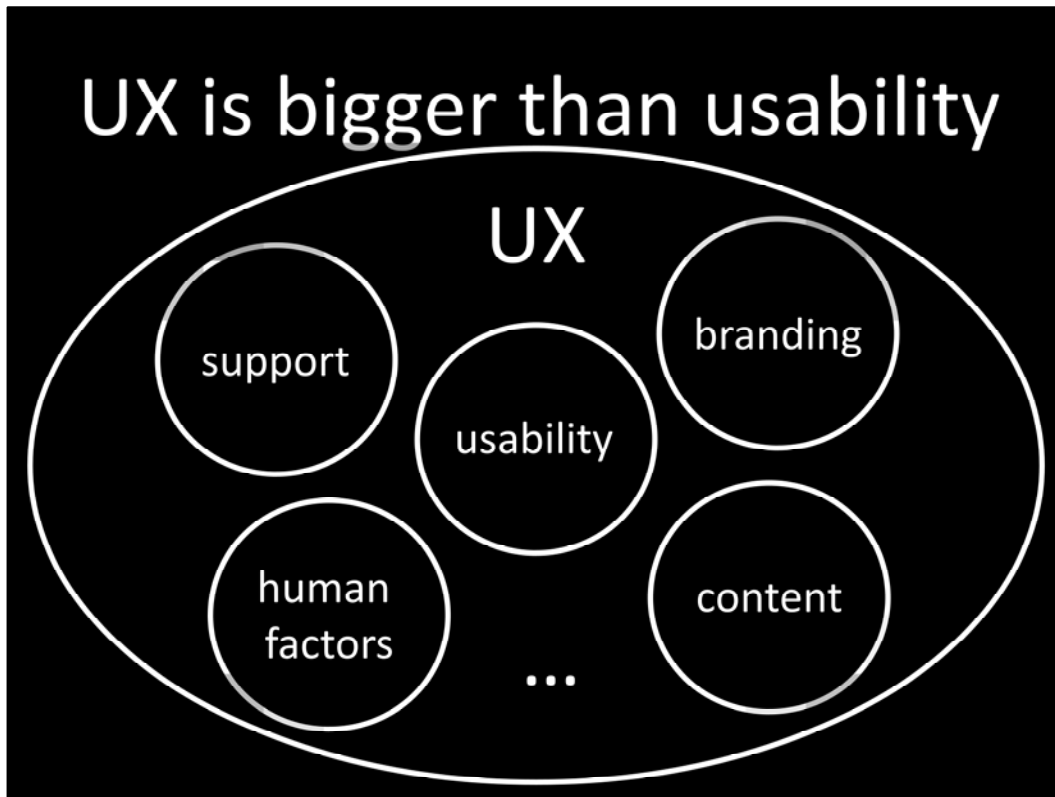 UX is bigger than usability
UX
support
branding
usability
human
factors
content
...